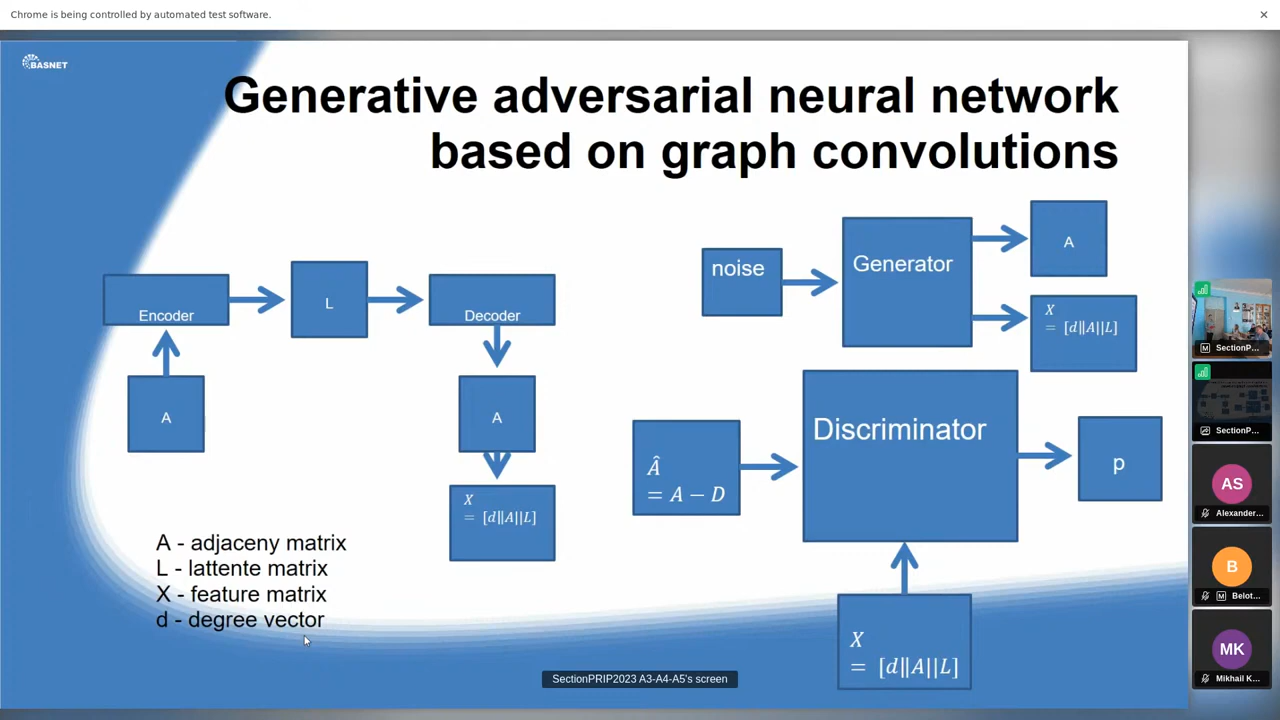 Chrome is being controlled by automated test software.
BASNET
Generative adversarial neural network
based on graph convolutions
Encoder
L
Decoder
A
A
X
= [d||A||L]
A - adjaceny matrix
L - lattente matrix
X - feature matrix
d - degree vector
noise
Generator
A
X
= [d||A||L]
Â
= A − D
Discriminator
p
X
= [d||A||L]
SectionPRIP2023 A3-A4-A5's screen
M SectionP...
SectionP...
AS
Alexander...
B
M Belot...
MK
Mikhail K...